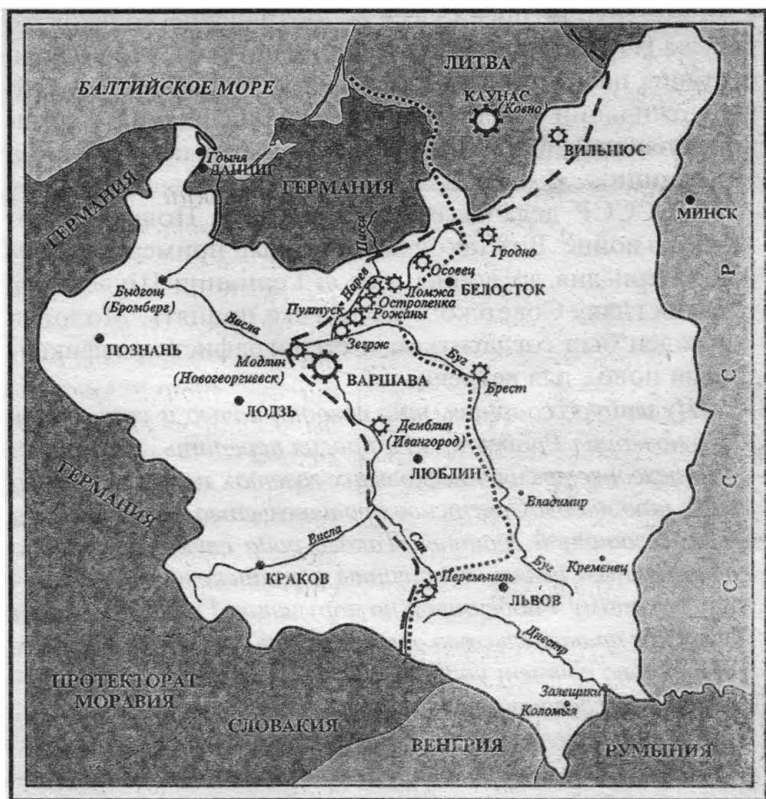 БАЛТИЙСКОЕ МОРЕ
ЛИТВА
КАУНАС
(Ковно)
ВИЛЬНЮС
Гдыня
ДАНЦИГ
ГЕРМАНИЯ
ГЕРМАНИЯ
МИНСК
Писса
Гродно
Нарев
Осовец
Ломжа
БЕЛОСТОК
Остроленка
Пултуск
Рожаны
Зегрж
Быдгощ
(Бромберг)
Висла
ПОЗНАНЬ
Модлин
(Новогеоргиевск)
ВАРШАВА
Буг
Брест
ЛОДЗЬ
Демблин
(Ивангород)
ЛЮБЛИН
ГЕРМАНИЯ
Владимир
Висла
Сан
Буг
Кременец
КРАКОВ
Перемышль
ЛЬВОВ
Днестр
ПРОТЕКТОРАТ
МОРАВИЯ
Залещики
Коломыя
СЛОВАКИЯ
ВЕНГРИЯ
РУМЫНИЯ
СССР